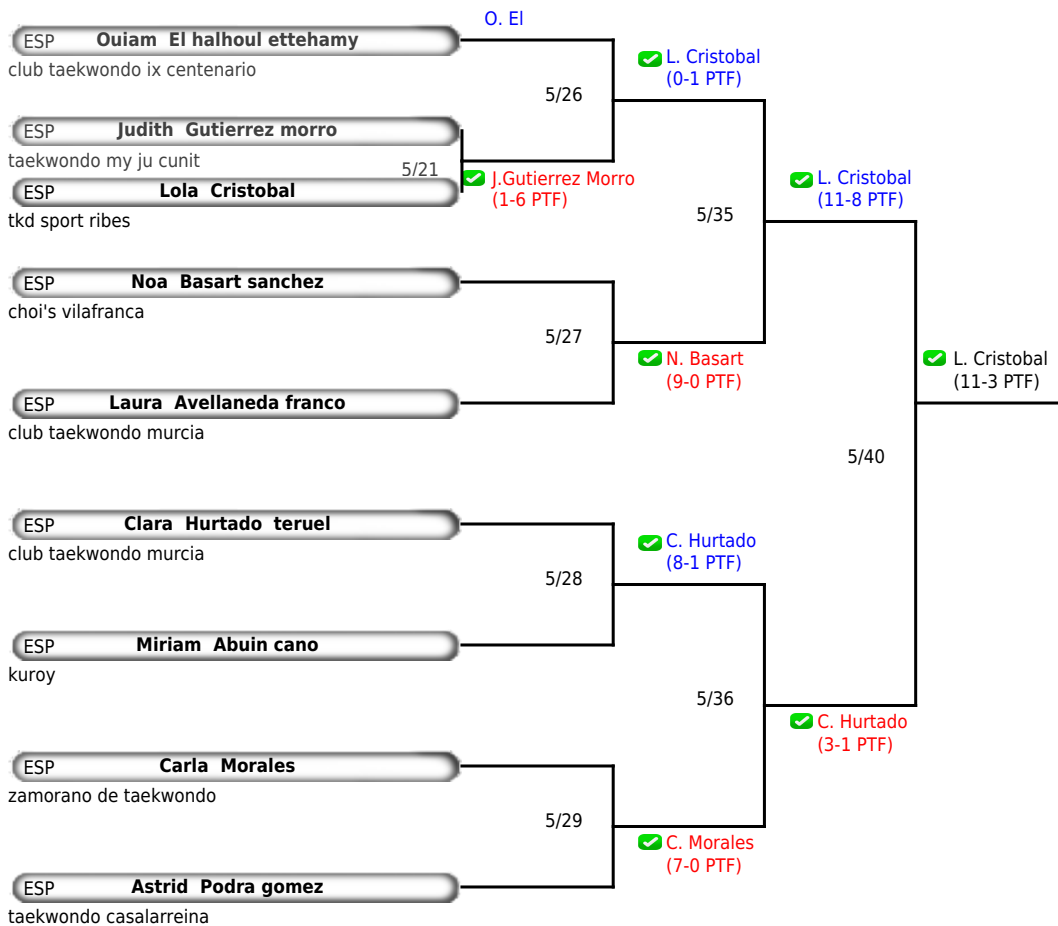 O. El
ESP Ouiam El halhoul ettehamy
club taekwondo ix centenario
L. Cristobal
(0-1 PTF)
5/26
ESP Judith Gutierrez morro
taekwondo my ju cunit
5/21
J.Gutierrez Morro
(1-6 PTF)
ESP Lola Cristobal
tkd sport ribes
L. Cristobal
(11-8 PTF)
5/35
ESP Noa Basart sanchez
choi's vilafranca
5/27
N. Basart
(9-0 PTF)
L. Cristobal
(11-3 PTF)
ESP Laura Avellaneda franco
club taekwondo murcia
5/40
ESP Clara Hurtado teruel
club taekwondo murcia
C. Hurtado
(8-1 PTF)
5/28
ESP Miriam Abuin cano
kuroy
5/36
C. Hurtado
(3-1 PTF)
ESP Carla Morales
zamorano de taekwondo
5/29
C. Morales
(7-0 PTF)
ESP Astrid Podra gomez
taekwondo casalarreina